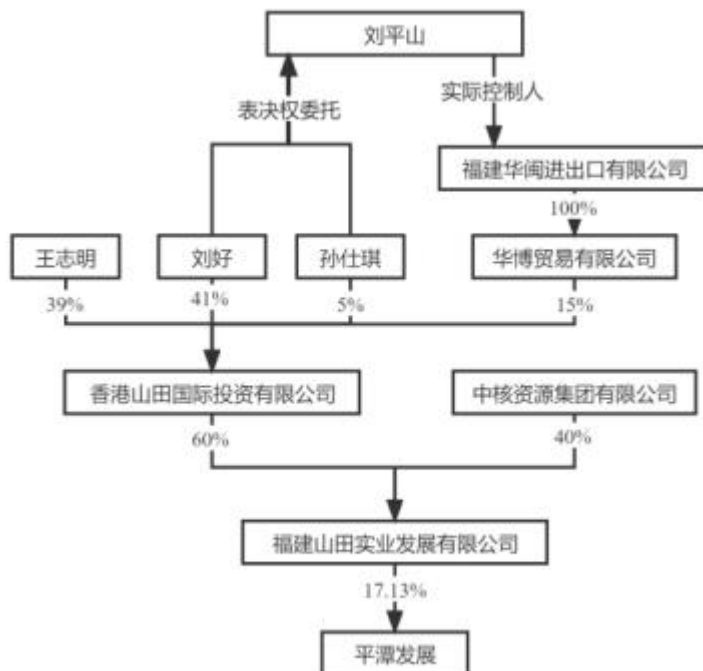 刘平山
表决权委托
实际控制人
福建华闽进出口有限公司
100%
王志明
刘好
孙仕琪
华博贸易有限公司
39%
41%
5%
15%
香港山田国际投资有限公司
中核资源集团有限公司
60%
40%
福建山田实业发展有限公司
17.13%
平潭发展